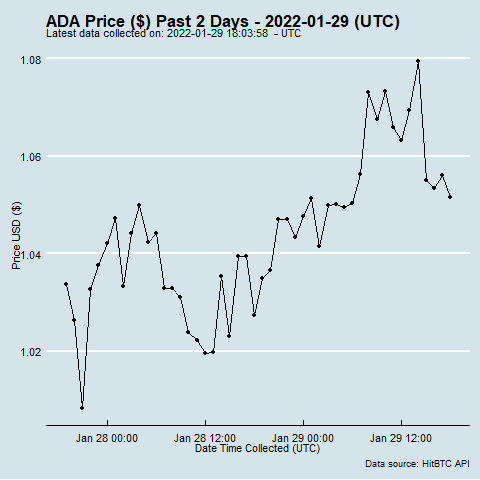 ADA Price ($) Past 2 Days - 2022-01-29 (UTC)
Latest data collected on: 2022-01-29 18:03:58  - UTC
1.08
1.06
1.04
1.02
Price USD ($)
Jan 28 00:00
Jan 28 12:00
Jan 29 00:00
Jan 29 12:00
Date Time Collected (UTC)
Data source: HitBTC API